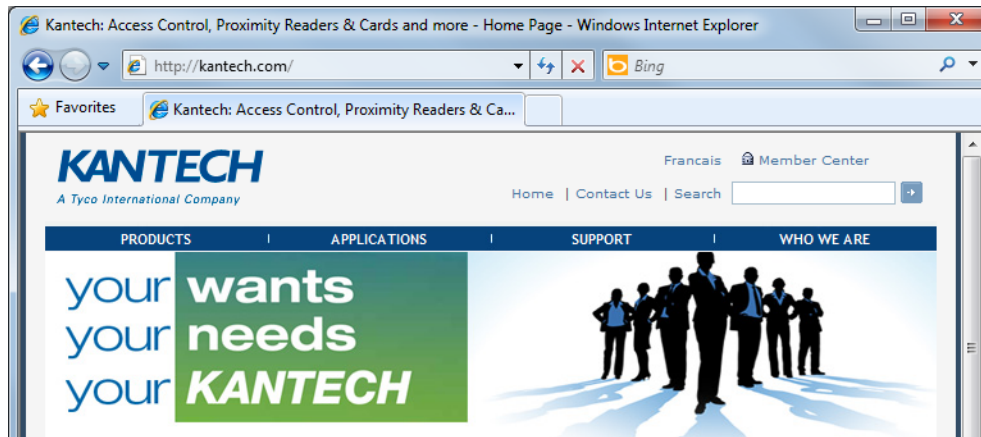 Kantech: Access Control, Proximity Readers & Cards and more - Home Page - Windows Internet Explorer
http://kantech.com/
Bing
Favorites
Kantech: Access Control, Proximity Readers & Ca...
KANTECH
A Tyco International Company
Francais Member Center
Home | Contact Us | Search
PRODUCTS | APPLICATIONS | SUPPORT | WHO WE ARE
your wants
your needs
your KANTECH